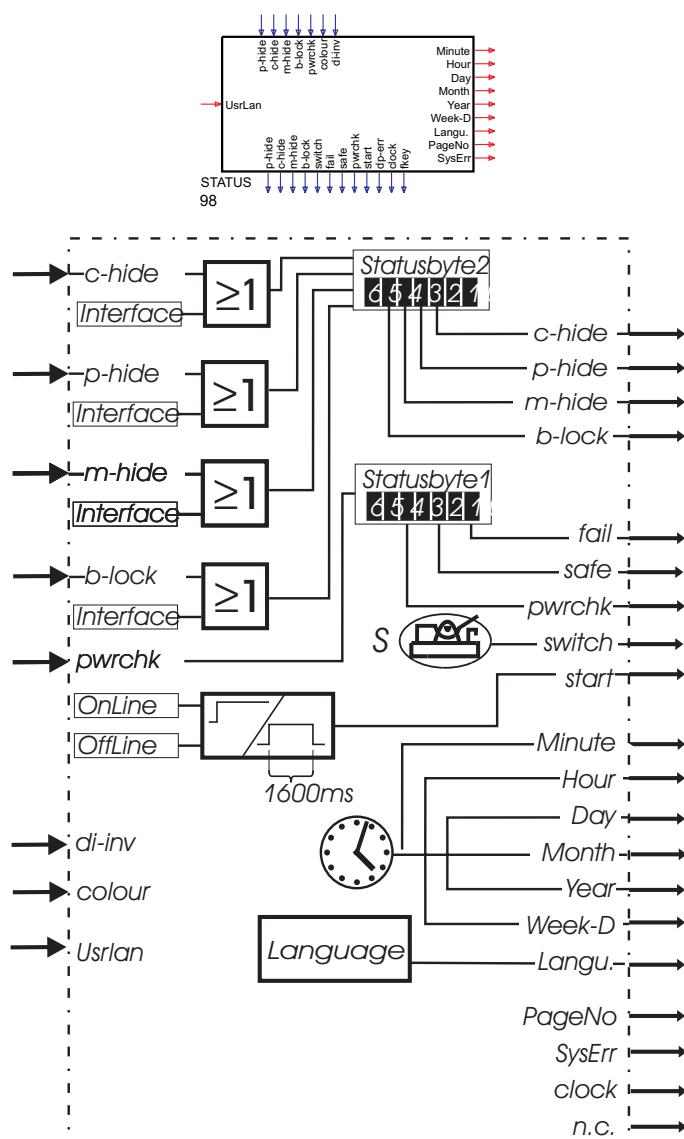 p-hide
c-hide
m-hide
b-lock
pwrchk
colour
di-inv
UsrLan
Minute
Hour
Day
Month
Year
Week-D
Langu.
PageNo
SysErr
p-hide
c-hide
m-hide
b-lock
switch
fail
safe
pwrchk
start
dp-err
clock
fkey
STATUS
98
c-hide
Interface
≥1
Statusbyte2
6 5 4 3 2 1
c-hide
p-hide
m-hide
b-lock
p-hide
Interface
≥1
m-hide
Interface
≥1
Statusbyte1
6 5 4 3 2 1
fail
safe
pwrchk
b-lock
Interface
≥1
S
switch
pwrchk
start
OnLine
OffLine
1600ms
Minute
Hour
Day
Month
Year
Week-D
di-inv
colour
Usrlan
Language
Langu.
PageNo
SysErr
clock
n.c.